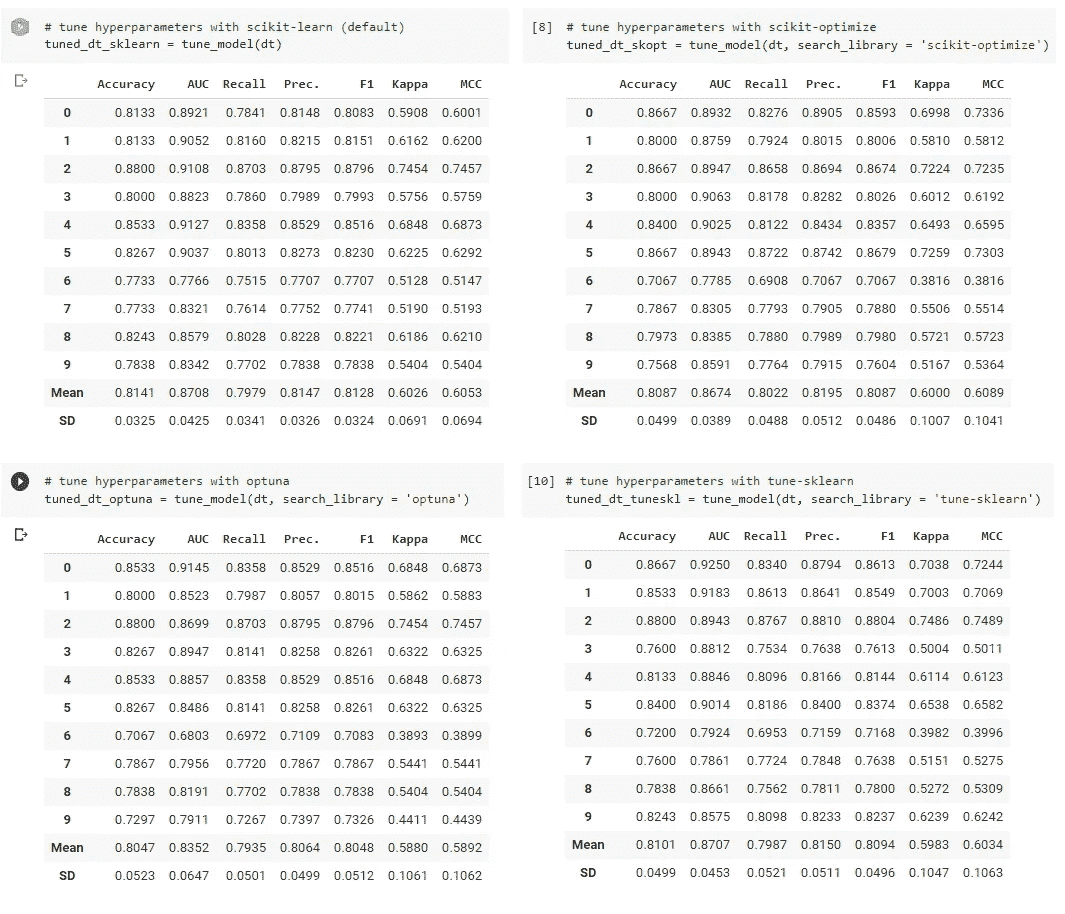 # tune hyperparameters with scikit-learn (default)
tuned_dt_sklearn = tune_model(dt)
Accuracy AUC Recall Prec. F1 Kappa MCC
0 0.8133 0.8921 0.7841 0.8148 0.8083 0.5908 0.6001
1 0.8133 0.9052 0.8160 0.8215 0.8151 0.6162 0.6200
2 0.8800 0.9108 0.8703 0.8795 0.8796 0.7454 0.7457
3 0.8000 0.8823 0.7860 0.7989 0.7993 0.5756 0.5759
4 0.8533 0.9127 0.8358 0.8529 0.8516 0.6848 0.6873
5 0.8267 0.9037 0.8013 0.8273 0.8230 0.6225 0.6292
6 0.7733 0.7766 0.7515 0.7707 0.7707 0.5128 0.5147
7 0.7733 0.8321 0.7614 0.7752 0.7741 0.5190 0.5193
8 0.8243 0.8579 0.8028 0.8228 0.8221 0.6186 0.6210
9 0.7838 0.8342 0.7702 0.7838 0.7838 0.5404 0.5404
Mean 0.8141 0.8708 0.7979 0.8147 0.8128 0.6026 0.6053
SD 0.0325 0.0425 0.0341 0.0326 0.0324 0.0691 0.0694
[8] # tune hyperparameters with scikit-optimize
tuned_dt_skopt = tune_model(dt, search_library = 'scikit-optimize')
Accuracy AUC Recall Prec. F1 Kappa MCC
0 0.8667 0.8932 0.8276 0.8905 0.8593 0.6998 0.7336
1 0.8000 0.8759 0.7924 0.8015 0.8006 0.5810 0.5812
2 0.8667 0.8947 0.8658 0.8694 0.8674 0.7224 0.7235
3 0.8000 0.9063 0.8178 0.8282 0.8026 0.6012 0.6192
4 0.8400 0.9025 0.8122 0.8434 0.8357 0.6493 0.6595
5 0.8667 0.8943 0.8722 0.8742 0.8679 0.7259 0.7303
6 0.7067 0.7785 0.6908 0.7067 0.7067 0.3816 0.3816
7 0.7867 0.8305 0.7793 0.7905 0.7880 0.5506 0.5514
8 0.7973 0.8385 0.7880 0.7989 0.7980 0.5721 0.5723
9 0.7568 0.8591 0.7764 0.7915 0.7604 0.5167 0.5364
Mean 0.8087 0.8674 0.8022 0.8195 0.8087 0.6000 0.6089
SD 0.0499 0.0389 0.0488 0.0512 0.0486 0.1007 0.1041
# tune hyperparameters with optuna
tuned_dt_optuna = tune_model(dt, search_library = 'optuna')
Accuracy AUC Recall Prec. F1 Kappa MCC
0 0.8533 0.9145 0.8358 0.8529 0.8516 0.6848 0.6873
1 0.8000 0.8523 0.7987 0.8057 0.8015 0.5862 0.5883
2 0.8800 0.8699 0.8703 0.8795 0.8796 0.7454 0.7457
3 0.8267 0.8947 0.8141 0.8258 0.8261 0.6322 0.6325
4 0.8533 0.8857 0.8358 0.8529 0.8516 0.6848 0.6873
5 0.8267 0.8486 0.8141 0.8258 0.8261 0.6322 0.6325
6 0.7067 0.6803 0.6972 0.7109 0.7083 0.3893 0.3899
7 0.7867 0.7956 0.7720 0.7867 0.7867 0.5441 0.5441
8 0.7838 0.8191 0.7702 0.7838 0.7838 0.5404 0.5404
9 0.7297 0.7911 0.7267 0.7397 0.7326 0.4411 0.4439
Mean 0.8047 0.8352 0.7935 0.8064 0.8048 0.5880 0.5892
SD 0.0523 0.0647 0.0501 0.0499 0.0512 0.1061 0.1062
[10] # tune hyperparameters with tune-sklearn
tuned_dt_tuneskl = tune_model(dt, search_library = 'tune-sklearn')
Accuracy AUC Recall Prec. F1 Kappa MCC
0 0.8667 0.9250 0.8340 0.8794 0.8613 0.7038 0.7244
1 0.8533 0.9183 0.8613 0.8641 0.8549 0.7003 0.7069
2 0.8800 0.8943 0.8767 0.8810 0.8804 0.7486 0.7489
3 0.7600 0.8812 0.7534 0.7638 0.7613 0.5004 0.5011
4 0.8133 0.8846 0.8096 0.8166 0.8144 0.6114 0.6123
5 0.8400 0.9014 0.8186 0.8400 0.8374 0.6538 0.6582
6 0.7200 0.7924 0.6953 0.7159 0.7168 0.3982 0.3996
7 0.7600 0.7861 0.7724 0.7848 0.7638 0.5151 0.5275
8 0.7838 0.8661 0.7562 0.7811 0.7800 0.5272 0.5309
9 0.8243 0.8575 0.8098 0.8233 0.8237 0.6239 0.6242
Mean 0.8101 0.8707 0.7987 0.8150 0.8094 0.5983 0.6034
SD 0.0499 0.0453 0.0521 0.0511 0.0496 0.1047 0.1063